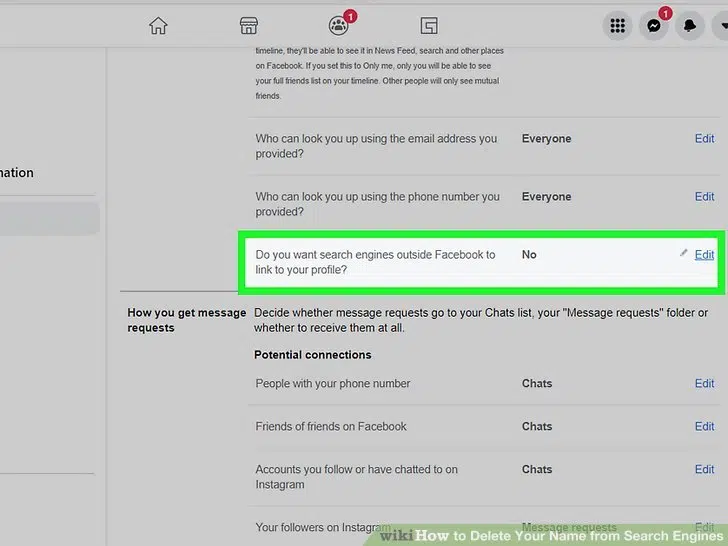 1
1
timeline, they'll be able to see it in News Feed, search and other places
on Facebook. If you set this to Only me, only you will be able to see
your full friends list on your timeline. Other people will only see mutual
friends.
Who can look you up using the email address you
provided?
Everyone
Edit
mation
Who can look you up using the phone number you
provided?
Everyone
Edit
Do you want search engines outside Facebook to
link to your profile?
No
Edit
How you get message
requests
Decide whether message requests go to your Chats list, your "Message requests" folder or
whether to receive them at all.
Potential connections
People with your phone number
Chats
Edit
Friends of friends on Facebook
Chats
Edit
Accounts you follow or have chatted to on
Instagram
Chats
Edit
Your followers on Instagram
Message requests
Edit
wikiHow to Delete Your Name from Search Engines